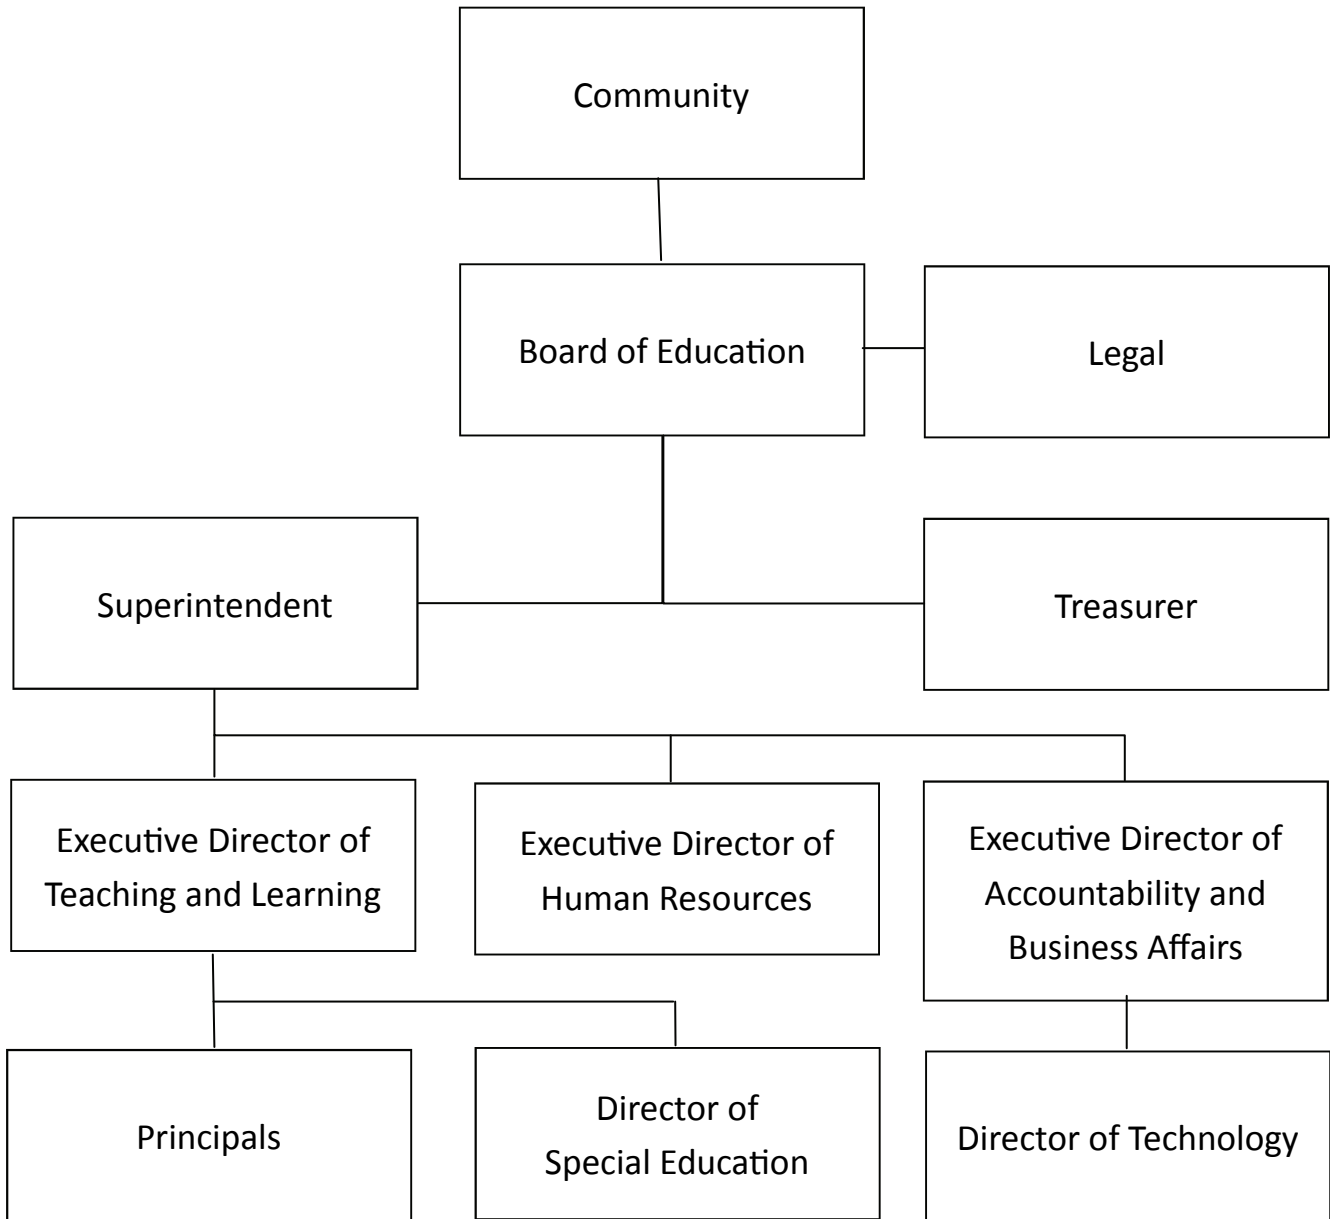 Community
Board of Education
Legal
Superintendent
Treasurer
Executive Director of
Teaching and Learning
Executive Director of
Human Resources
Executive Director of
Accountability and
Business Affairs
Principals
Director of
Special Education
Director of Technology